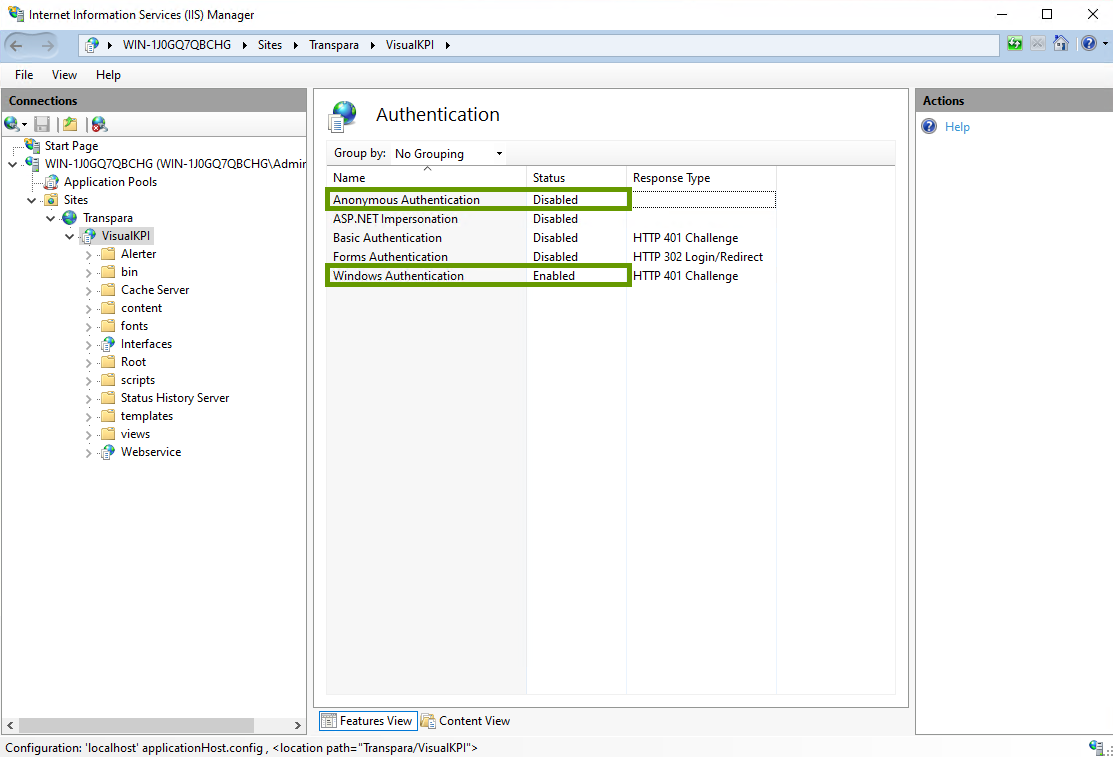 Internet Information Services (IIS) Manager
WIN-1J0GQ7QBCHG Sites Transpara VisualKPI
File View Help
Connections
Start Page
WIN-1J0GQ7QBCHG (WIN-1J0GQ7QBCHG\Admir
Application Pools
Sites
Transpara
VisualKPI
Alerter
bin
Cache Server
content
fonts
Interfaces
Root
scripts
Status History Server
templates
views
Webservice
Authentication
Group by: No Grouping
Name Status Response Type
Anonymous Authentication Disabled
ASP.NET Impersonation Disabled
Basic Authentication Disabled HTTP 401 Challenge
Forms Authentication Disabled HTTP 302 Login/Redirect
Windows Authentication Enabled HTTP 401 Challenge
Features View Content View
Actions
Help
Configuration: 'localhost' applicationHost.config , <location path="Transpara/VisualKPI">